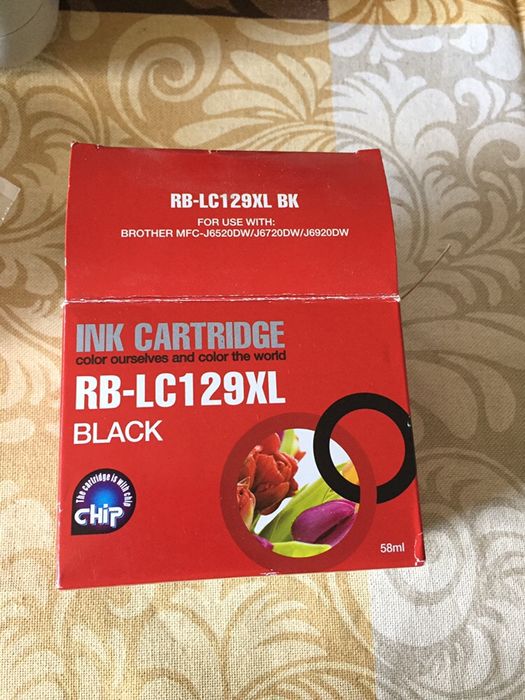 RB-LC129XL BK
FOR USE WITH:
BROTHER MFC-J6520DW/J6720DW/J6920DW
INK CARTRIDGE
color ourselves and color the world
RB-LC129XL
BLACK
The cartridge is with chip
CHiP
58ml